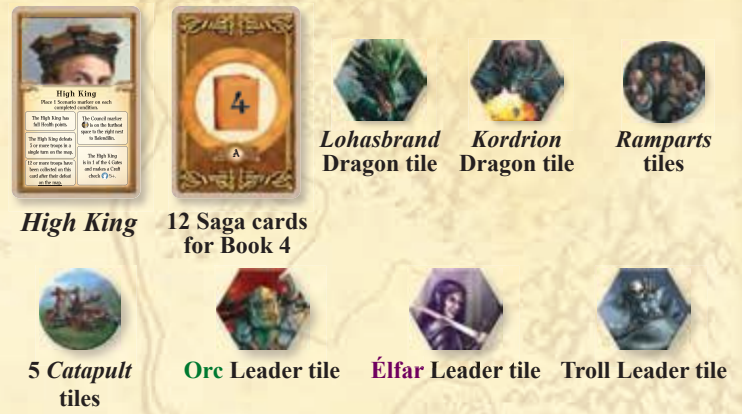 High King
Place 1 Scenario marker on each
completed condition.
The High King has
full Health points.
The Council marker
is on the furthest
space to the right next
to Balendilin.
The High King defeats
3 or more troops in a
single turn on the map.
12 or more troops have
been collected on this
card after their defeat
on the map.
The High King
is in 1 of the 4 Gates
and makes a Craft
check 5+.
4
A
High King
12 Saga cards
for Book 4
Lohasbrand
Dragon tile
Kordrion
Dragon tile
Ramparts
tiles
5 Catapult
tiles
Orc Leader tile
Élfar Leader tile
Troll Leader tile